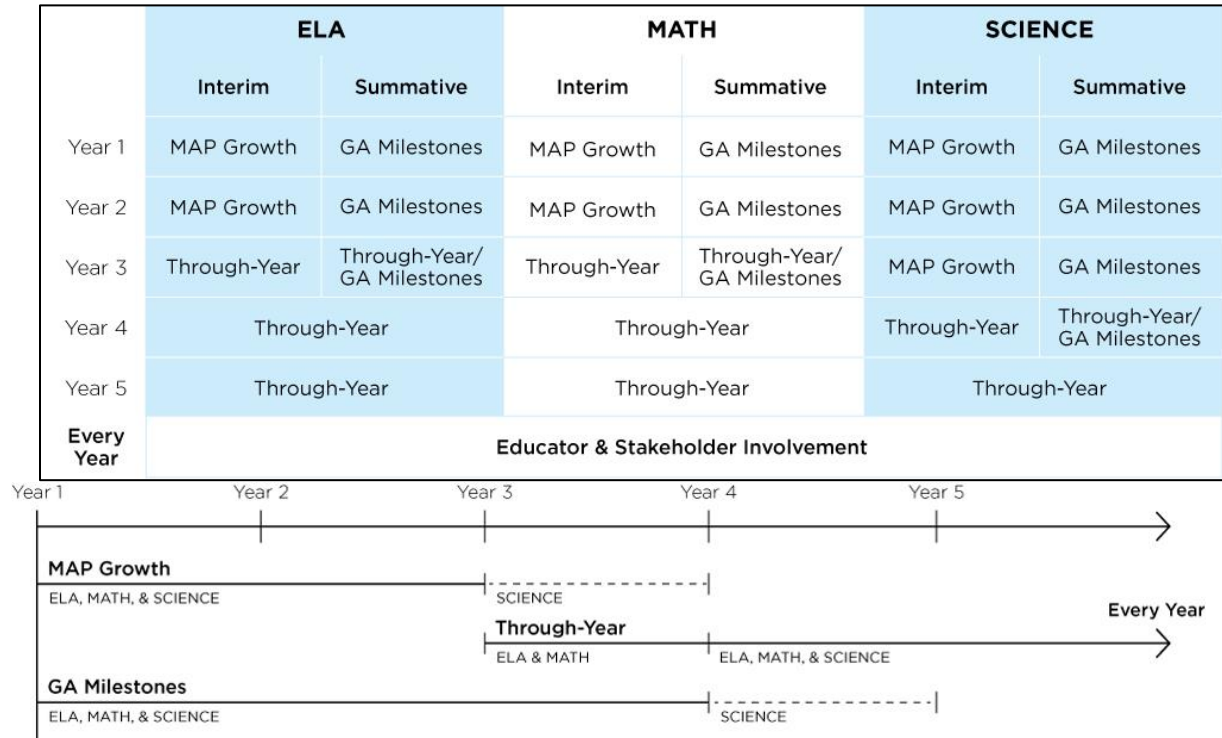 ELA MATH SCIENCE
Interim Summative Interim Summative Interim Summative
Year 1 MAP Growth GA Milestones MAP Growth GA Milestones MAP Growth GA Milestones
Year 2 MAP Growth GA Milestones MAP Growth GA Milestones MAP Growth GA Milestones
Year 3 Through-Year Through-Year/ GA Milestones Through-Year Through-Year/ GA Milestones MAP Growth GA Milestones
Year 4 Through-Year Through-Year Through-Year Through-Year/ GA Milestones
Year 5 Through-Year Through-Year Through-Year
Every Year Educator & Stakeholder Involvement
Year 1 Year 2 Year 3 Year 4 Year 5
MAP Growth
ELA, MATH, & SCIENCE SCIENCE
Every Year
Through-Year
ELA & MATH ELA, MATH, & SCIENCE
GA Milestones
ELA, MATH, & SCIENCE SCIENCE